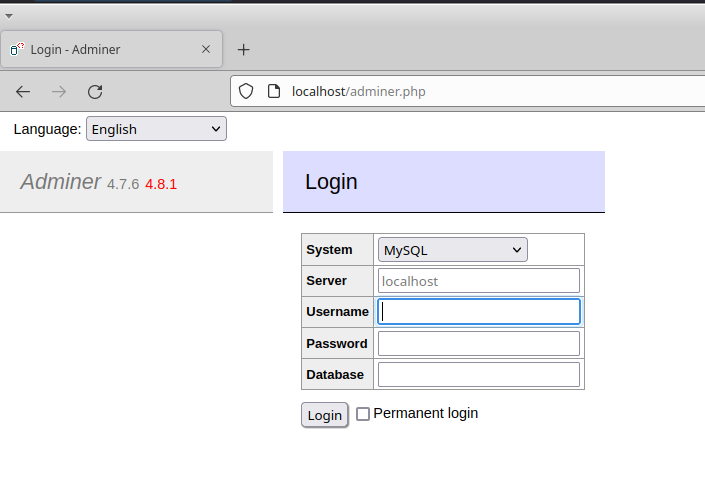 Login - Adminer
localhost/adminer.php
Language: English
Adminer 4.7.6 4.8.1
Login
System MySQL
Server localhost
Username
Password
Database
Login Permanent login